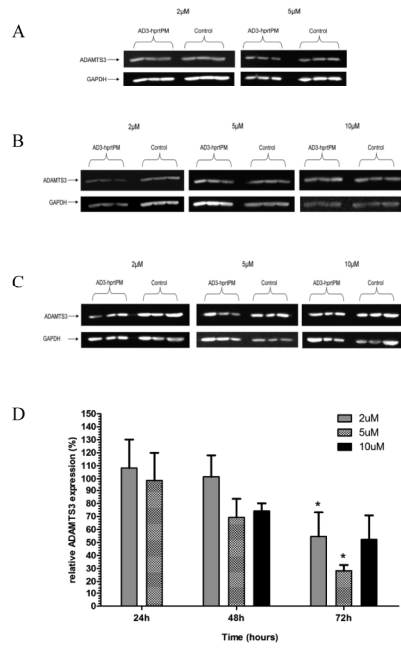 A
2µM
5µM
AD3-hprtPM
Control
AD3-hprtPM
Control
ADAMTS3
GAPDH
B
2µM
5µM
10µM
AD3-hprtPM
Control
AD3-hprtPM
Control
AD3-hprtPM
Control
ADAMTS3
GAPDH
C
2µM
5µM
10µM
AD3-hprtPM
Control
AD3-hprtPM
Control
AD3-hprtPM
Control
ADAMTS3
GAPDH
D
relative ADAMTS3 expression (%)
150
140
130
120
110
100
90
80
70
60
50
40
30
20
10
0
2uM
5uM
10uM
*
*
24h
48h
72h
Time (hours)